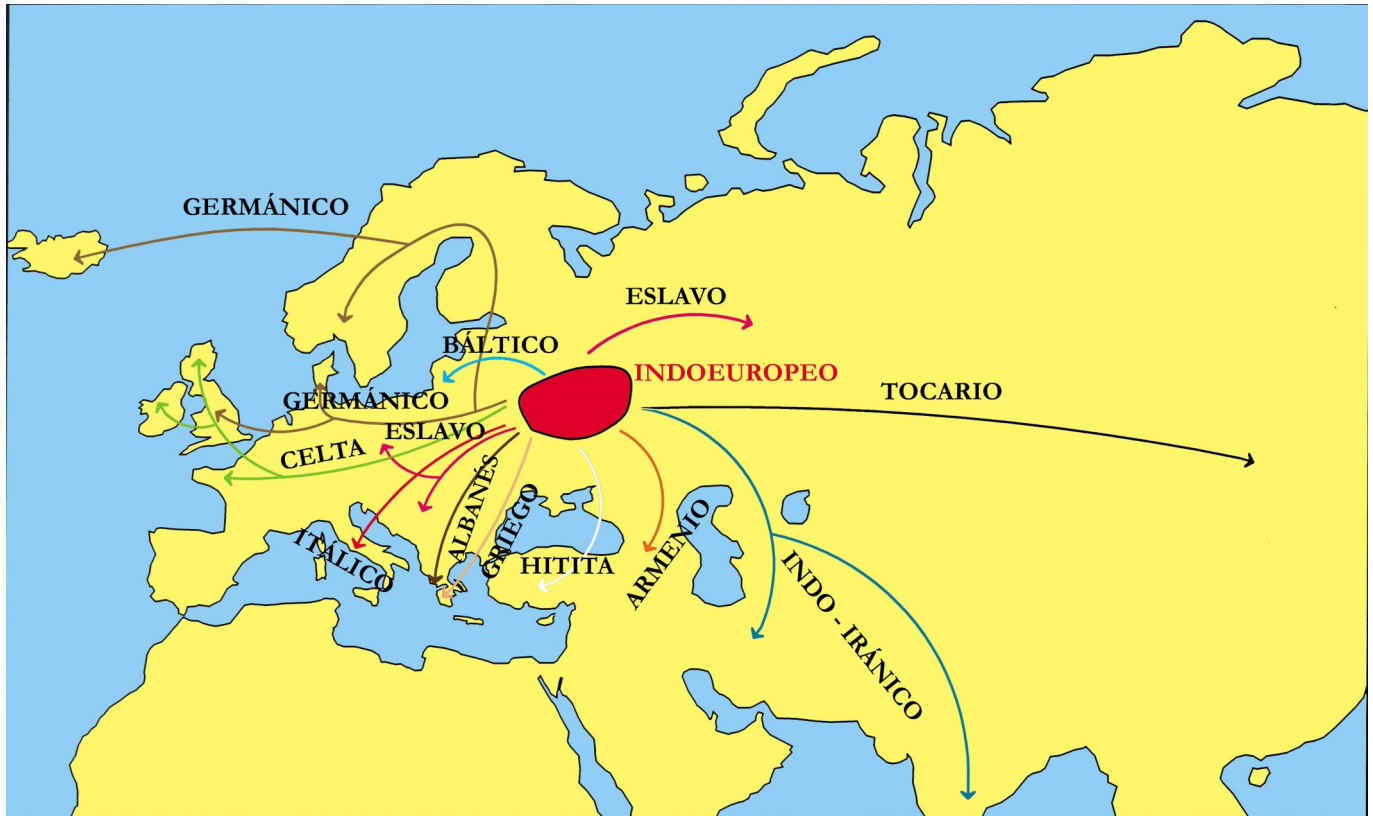 GERMÁNICO
ESLAVO
BÁLTICO
INDOEUROPEO
TOCARIO
GERMÁNICO
ESLAVO
CELTA
ALBANÉS
GRIEGO
ITÁLICO
HITITA
ARMENIO
INDO - IRÁNICO